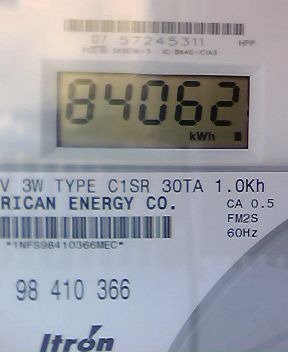 07 57245311 HPP
84062
kWh
V 3W TYPE C1SR 30TA 1.0Kh
RICAN ENERGY CO. CA 0.5
FM2S
60Hz
*1NFS98410366MEC*
98 410 366
Itron